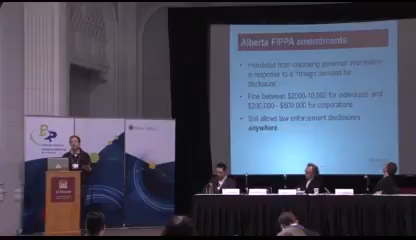 Alberta FIPPA amendments
• Prohibited from disclosing personal information
in response to a "foreign demand for
disclosure"
• Fine between $2000-10,000 for individuals and
$200,000 - $500,000 for corporations
• Still allows law enforcement disclosures
anywhere.